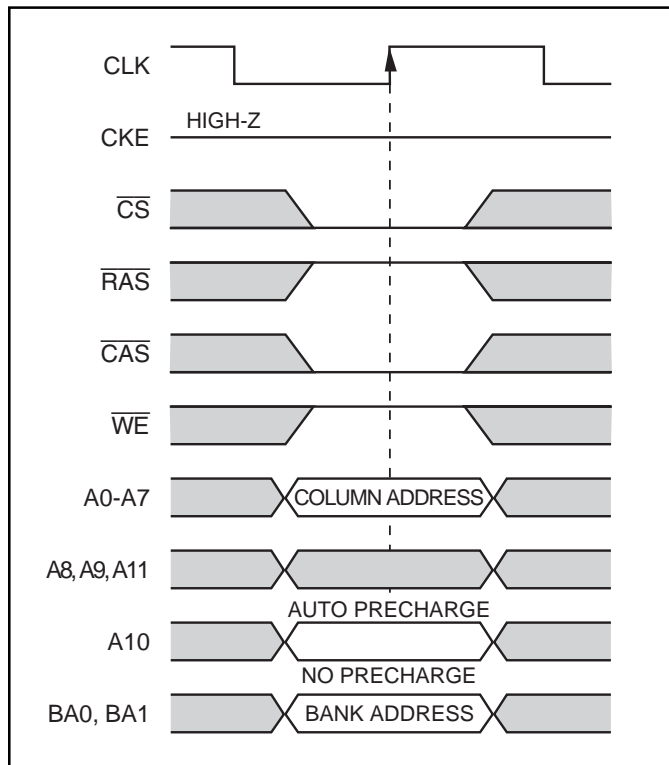 CLK
HIGH-Z
CKE
CS
RAS
CAS
WE
A0-A7 COLUMN ADDRESS
A8, A9, A11
AUTO PRECHARGE
A10
NO PRECHARGE
BA0, BA1 BANK ADDRESS